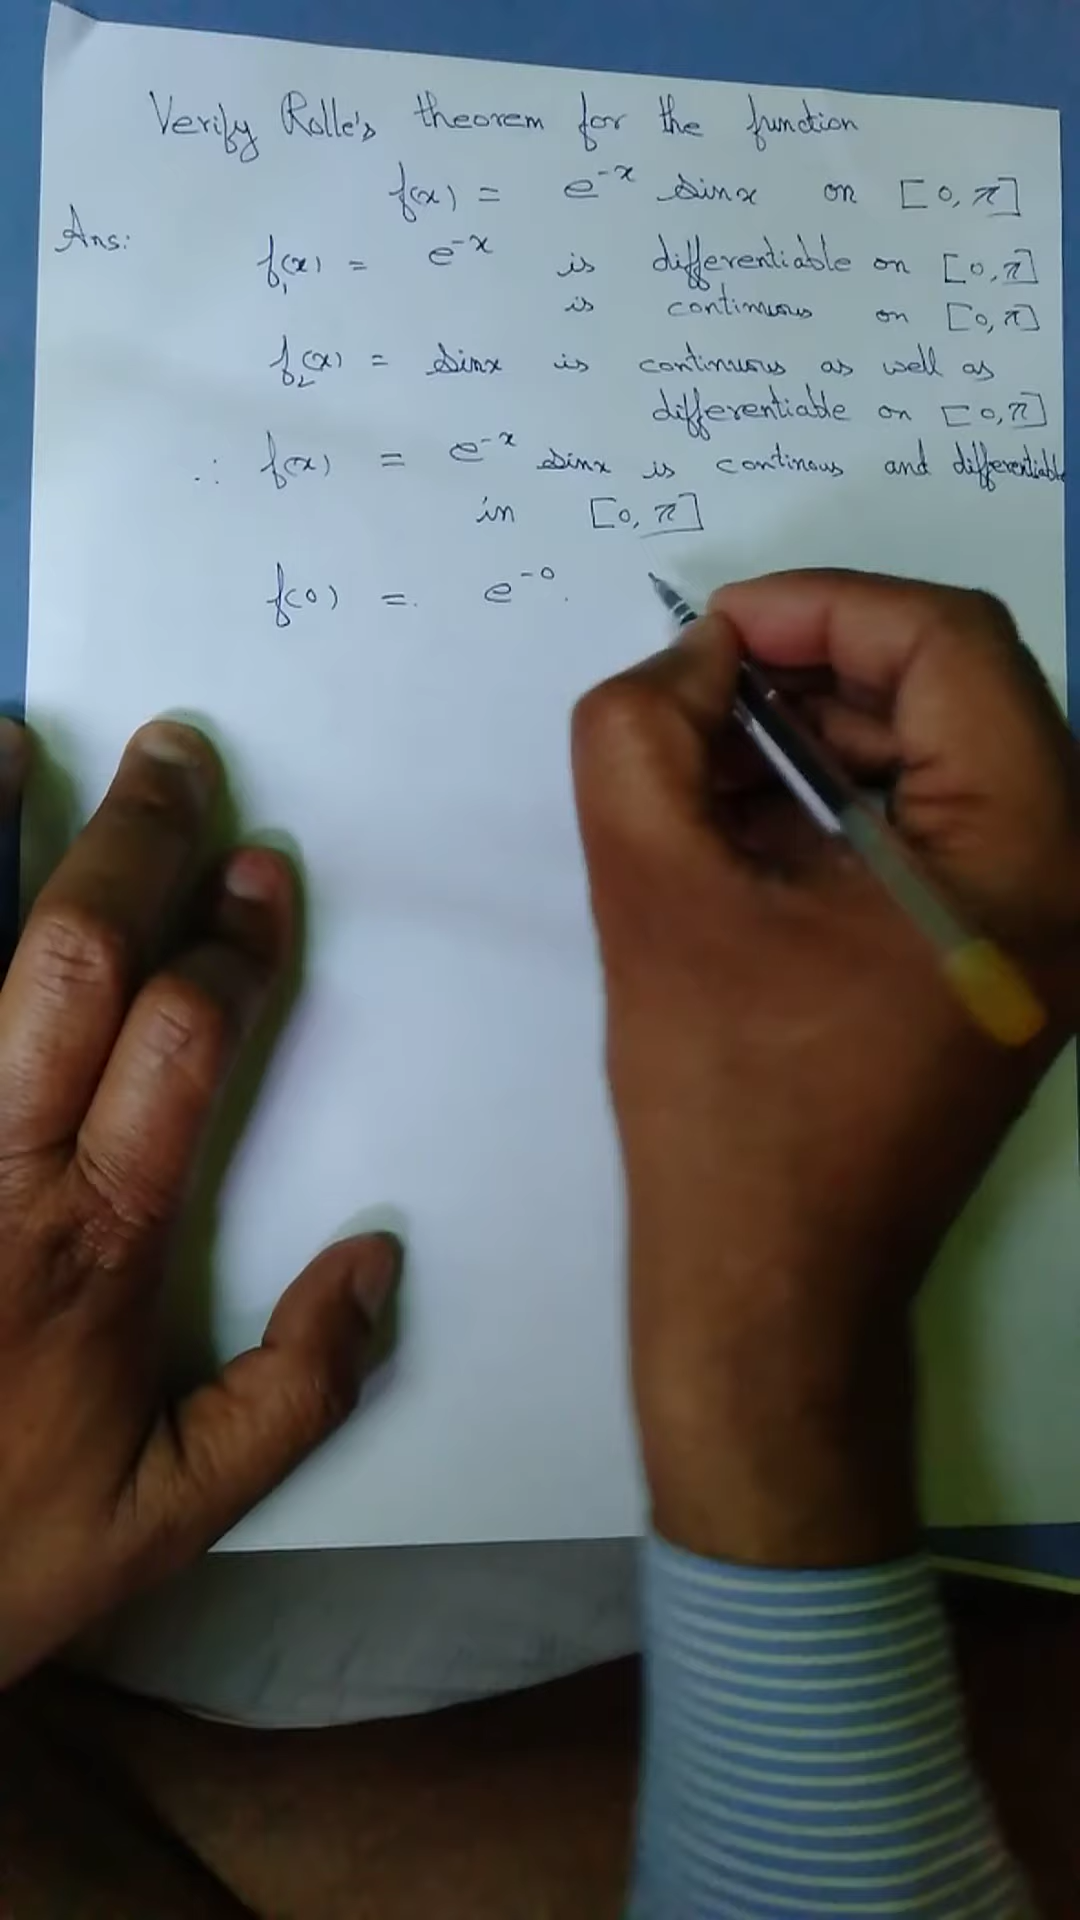 Verify Rolle's theorem for the function
f(x) = e^{-x} sinx on [0, π]
Ans:
f₁(x) = e^{-x} is differentiable on [0, π]
is continuous on [0, π]
f₂(x) = sinx is continuous as well as
differentiable on [0, π]
∴ f(x) = e^{-x} sinx is continous and differentiable
in [0, π]
f(0) = e^{-0}.